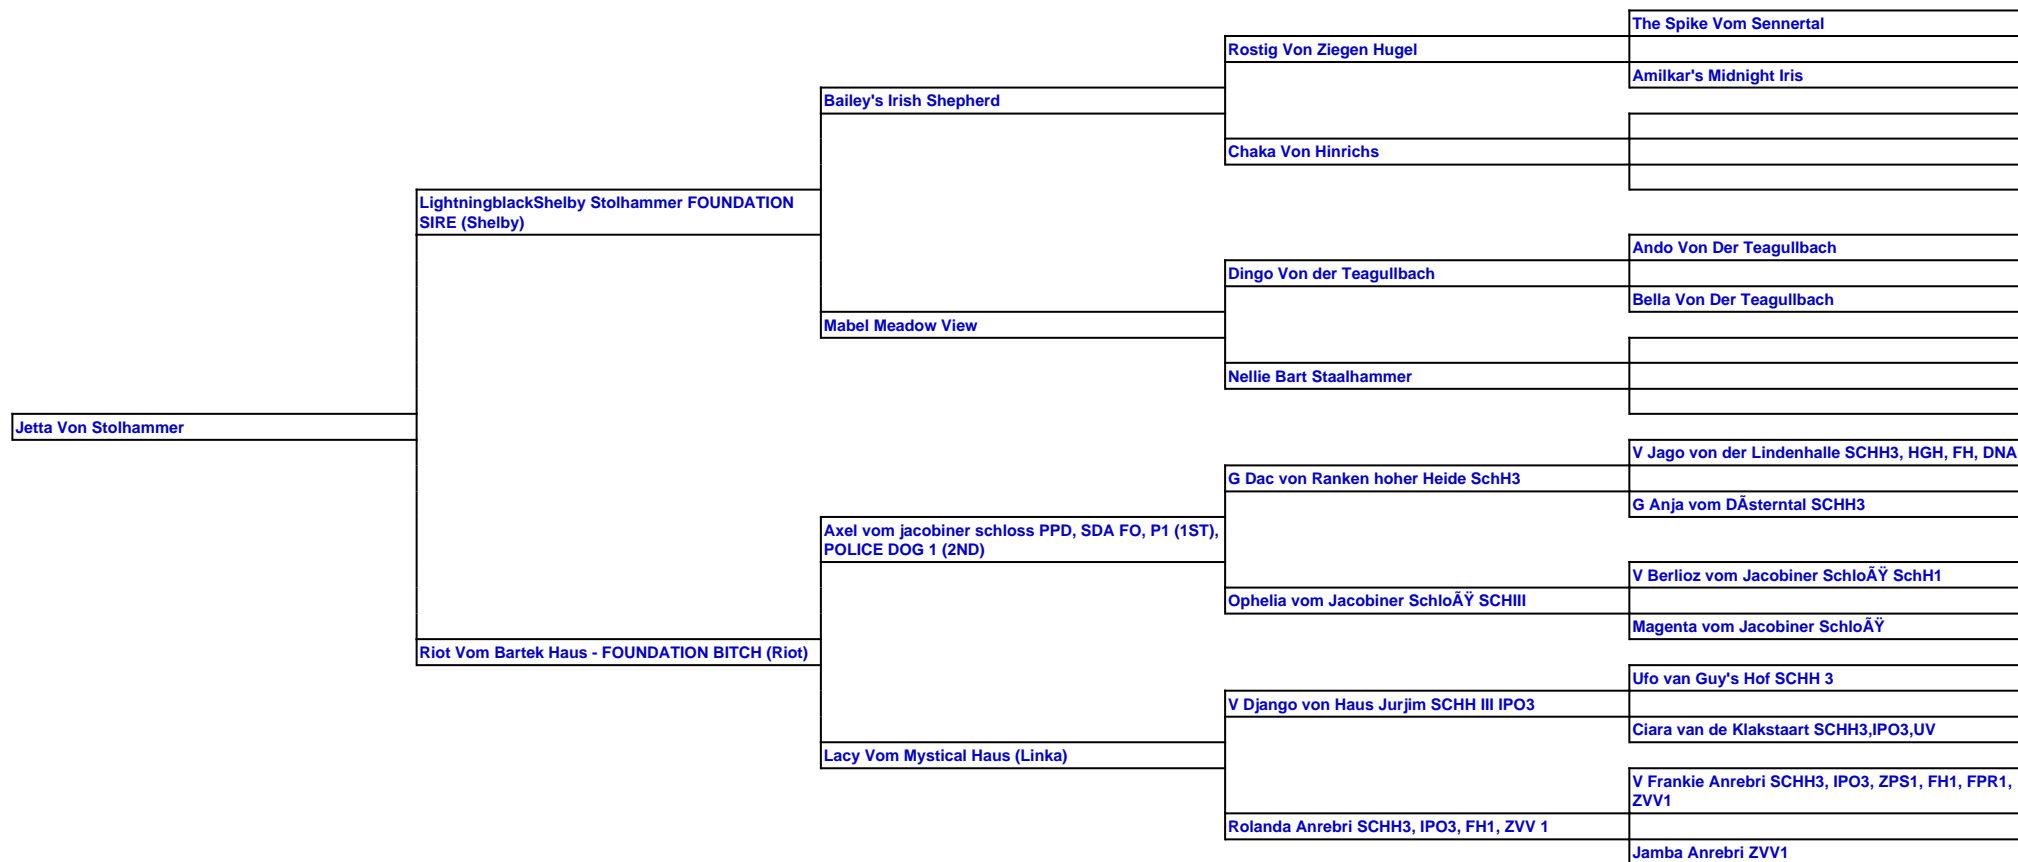 The Spike Vom Sennertal
Rostig Von Ziegen Hugel
Amilkar's Midnight Iris
Bailey's Irish Shepherd
Chaka Von Hinrichs
LightningblackShelby Stolhammer FOUNDATION
SIRE (Shelby)
Ando Von Der Teagullbach
Dingo Von der Teagullbach
Bella Von Der Teagullbach
Mabel Meadow View
Nellie Bart Staalhammer
Jetta Von Stolhammer
V Jago von der Lindenhalle SCHH3, HGH, FH, DNA
G Dac von Ranken hoher Heide SchH3
G Anja vom DÃsterntal SCHH3
Axel vom jacobiner schloss PPD, SDA FO, P1 (1ST),
POLICE DOG 1 (2ND)
V Berlioz vom Jacobiner SchloÃŸ SchH1
Ophelia vom Jacobiner SchloÃŸ SCHIII
Magenta vom Jacobiner SchloÃŸ
Riot Vom Bartek Haus - FOUNDATION BITCH (Riot)
Ufo van Guy's Hof SCHH 3
V Django von Haus Jurjim SCHH III IPO3
Ciara van de Klakstaart SCHH3,IPO3,UV
Lacy Vom Mystical Haus (Linka)
V Frankie Anrebri SCHH3, IPO3, ZPS1, FH1, FPR1,
ZVV1
Rolanda Anrebri SCHH3, IPO3, FH1, ZVV 1
Jamba Anrebri ZVV1